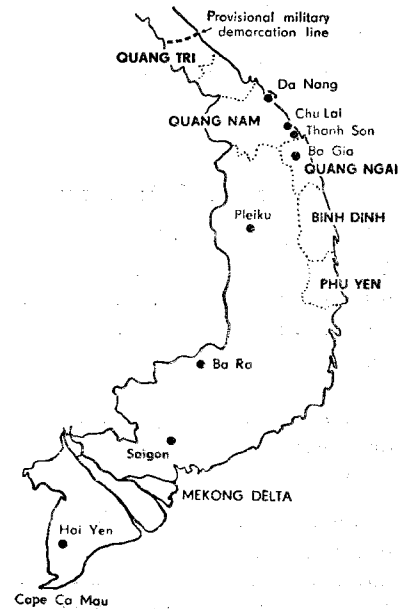 Provisional military
demarcation line
QUANG TRI
Da Nang
QUANG NAM
Chu Lai
Thanh Son
Ba Gia
QUANG NGAI
Pleiku
BINH DINH
PHU YEN
Ba Ra
Saigon
MEKONG DELTA
Hai Yen
Cape Ca Mau